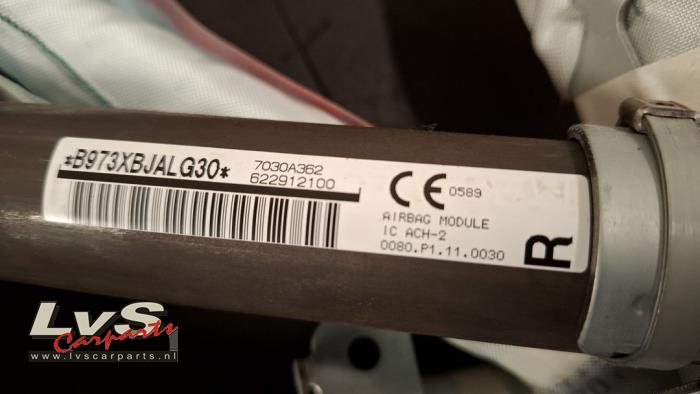 *B973XBJALG30*
7030A362
622912100
CE 0589
AIRBAG MODULE
IC ACH-2
0080.P1.11.0030
R
LvS
Carparts
www.lvscarparts.nl